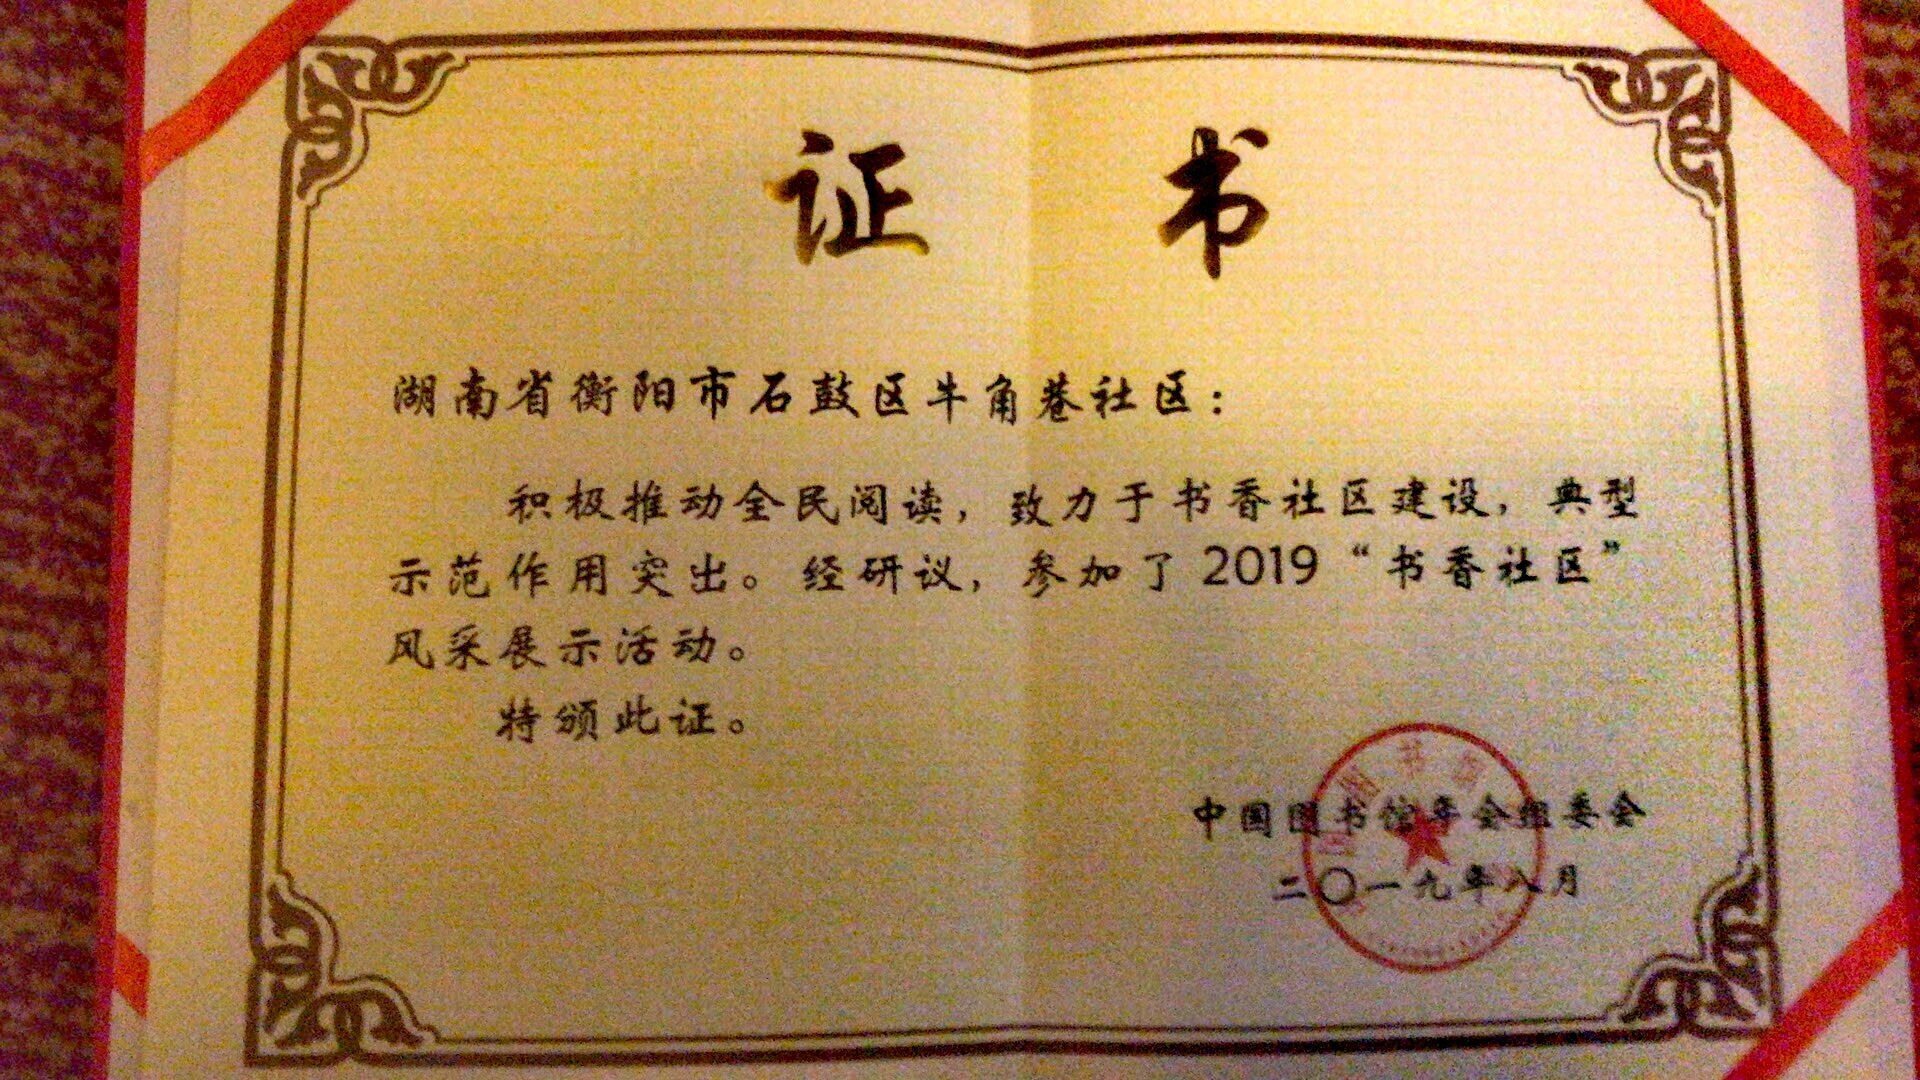 证书
湖南省衡阳市石鼓区牛角巷社区：
积极推动全民阅读，致力于书香社区建设，典型
示范作用突出。经研议，参加了2019“书香社区”
风采展示活动。
特颁此证。
中国图书馆年会组委会
二〇一九年八月